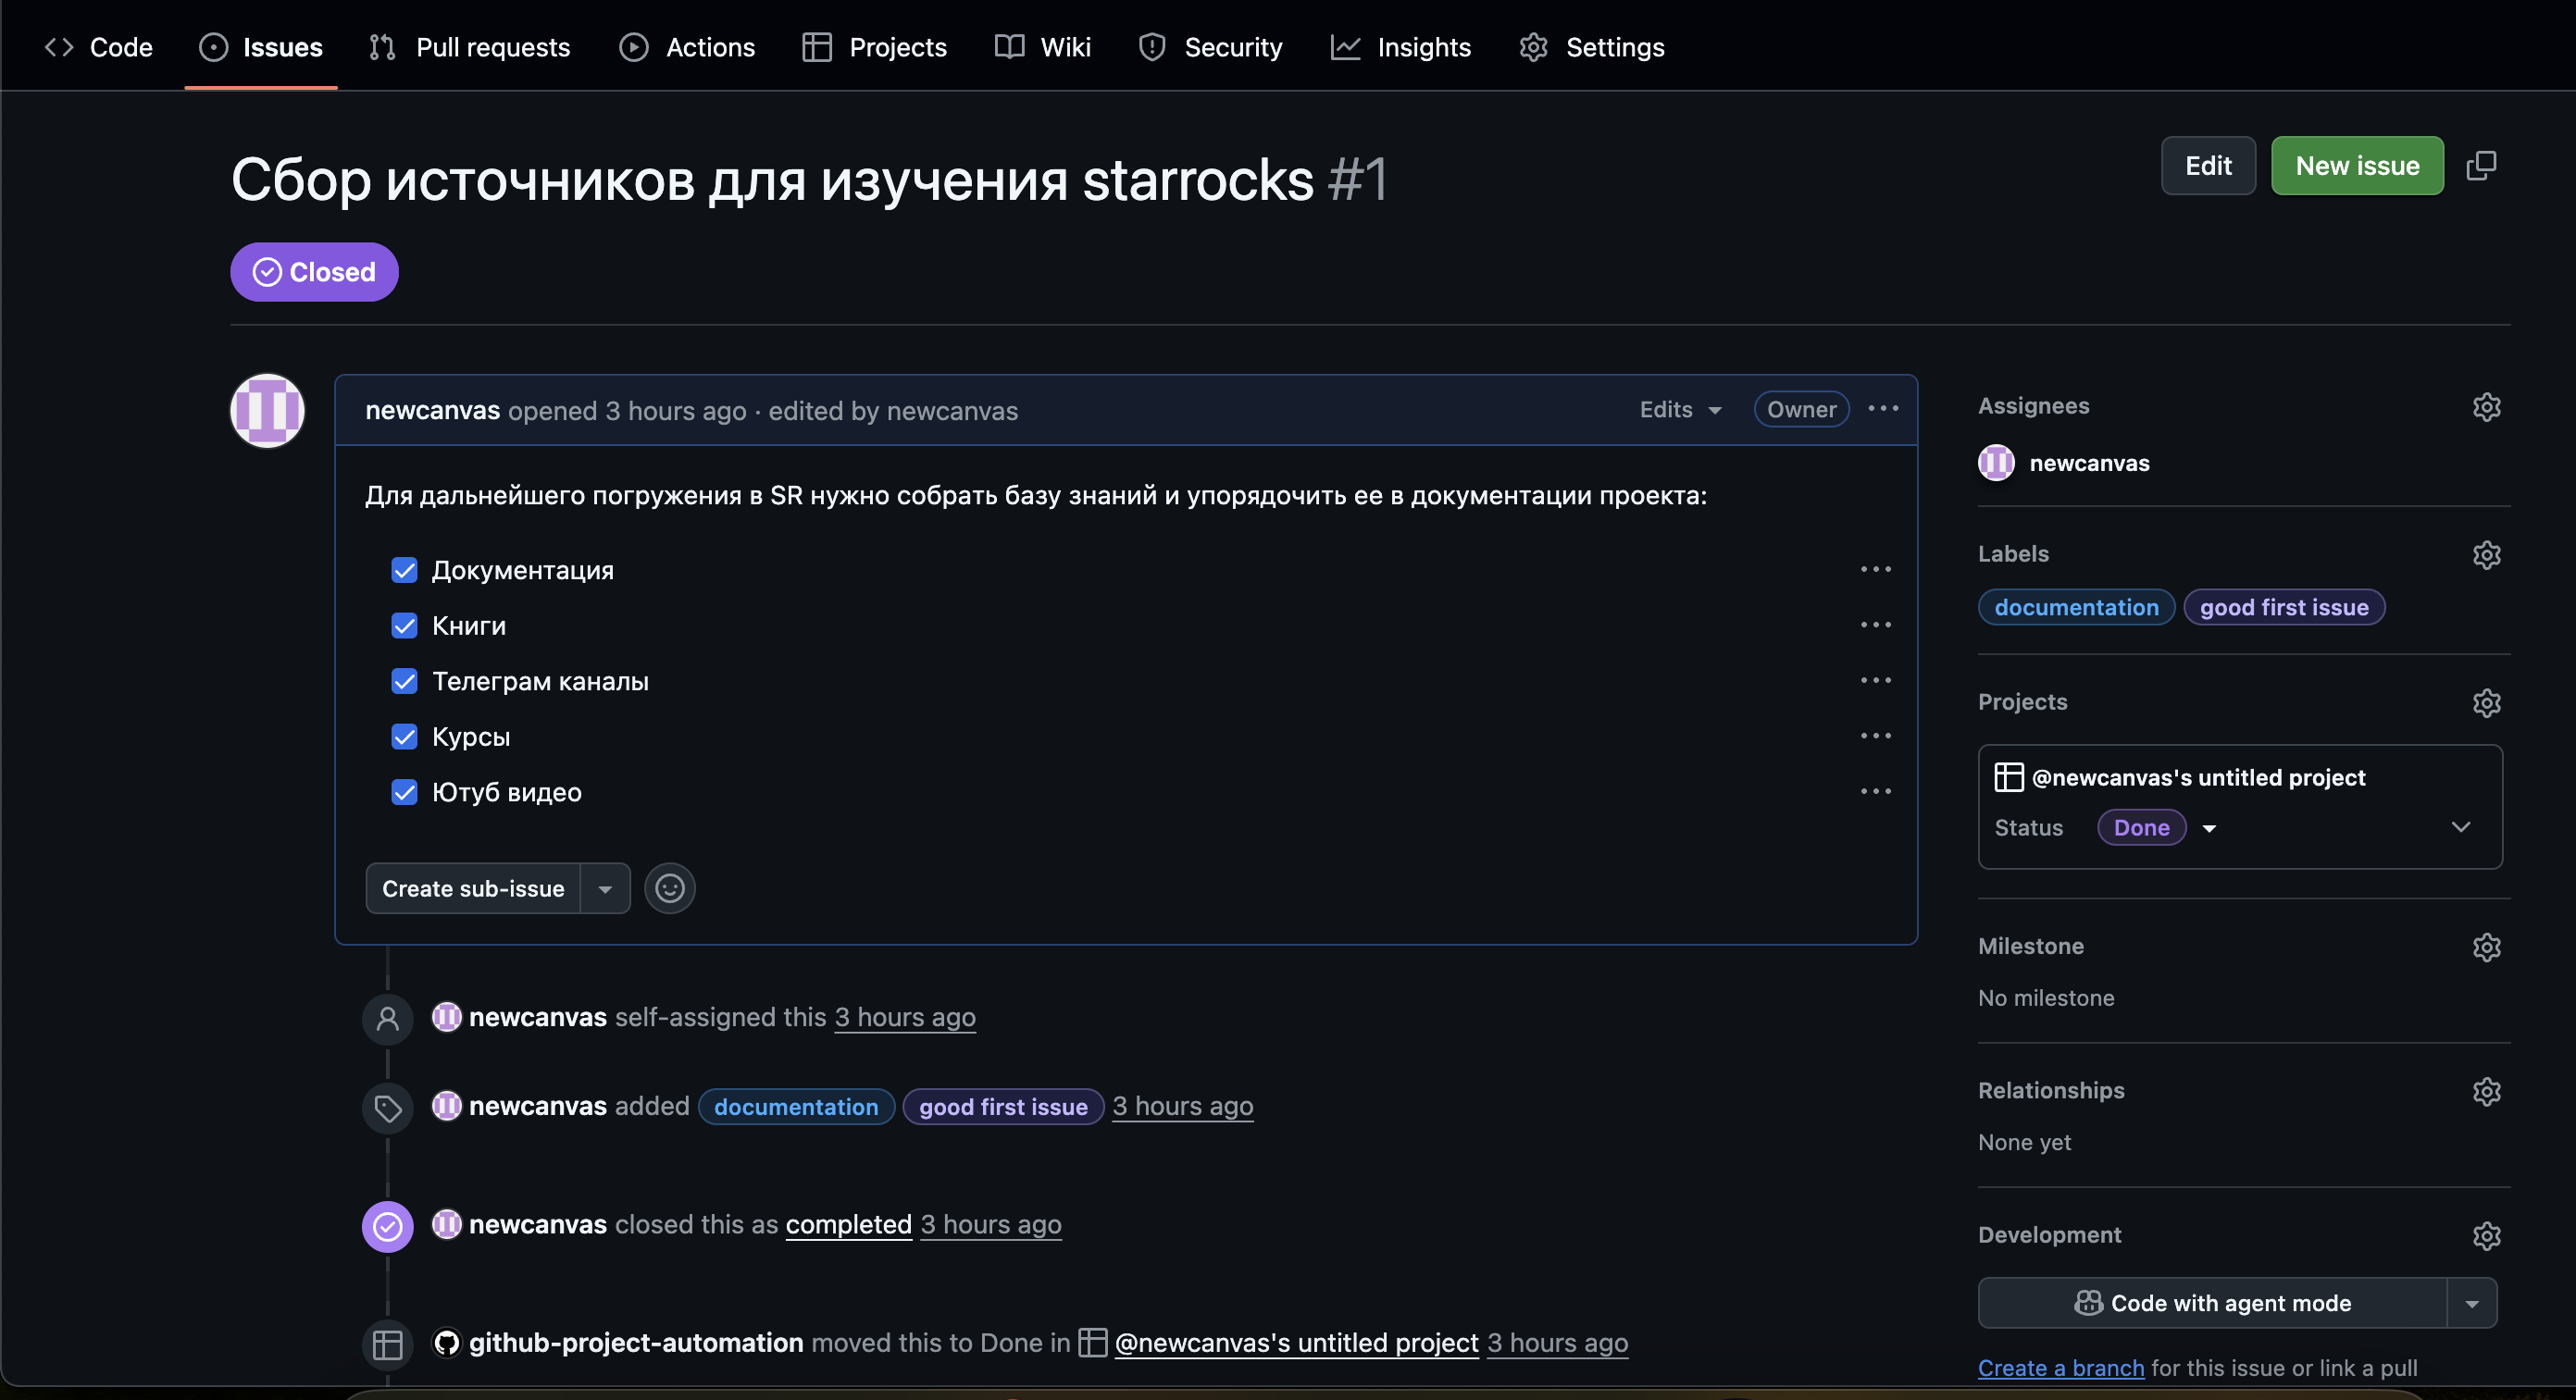 Code Issues Pull requests Actions Projects Wiki Security Insights Settings
Сбор источников для изучения starrocks #1
Edit New issue
Closed
newcanvas opened 3 hours ago · edited by newcanvas Edits Owner
Для дальнейшего погружения в SR нужно собрать базу знаний и упорядочить ее в документации проекта:
Документация
Книги
Телеграм каналы
Курсы
Ютуб видео
Create sub-issue
newcanvas self-assigned this 3 hours ago
newcanvas added documentation good first issue 3 hours ago
newcanvas closed this as completed 3 hours ago
github-project-automation moved this to Done in @newcanvas's untitled project 3 hours ago
Assignees
newcanvas
Labels
documentation good first issue
Projects
@newcanvas's untitled project
Status Done
Milestone
No milestone
Relationships
None yet
Development
Code with agent mode
Create a branch for this issue or link a pull